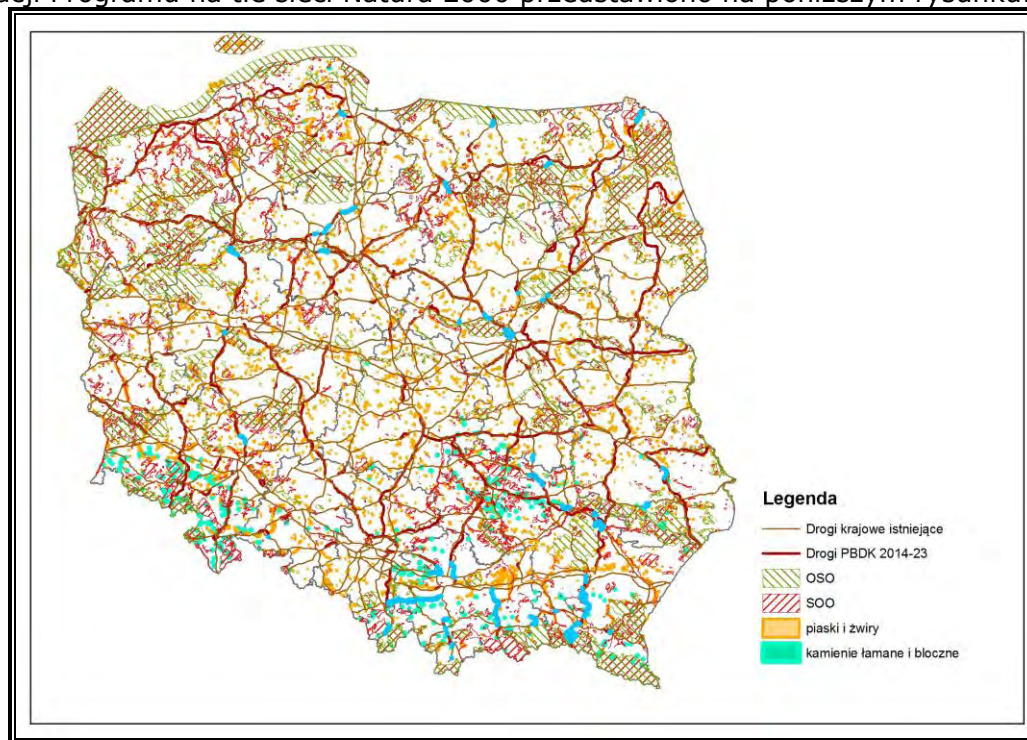 Programu na tle sieci Natura 2000 przedstawiono na poniższym rysunku.
Legenda
Drogi krajowe istniejące
Drogi PBDK 2014-23
OSO
SOO
piaski i żwiry
kamienie łamane i bloczne